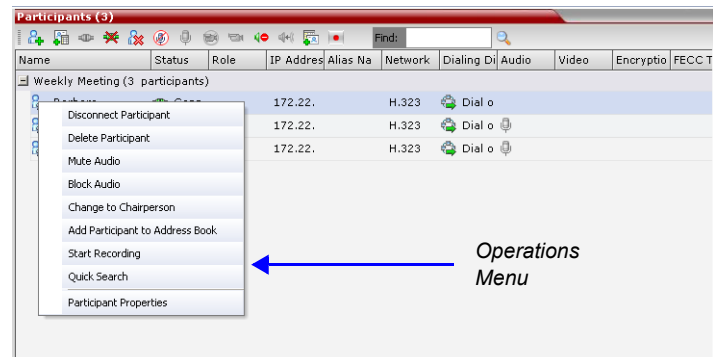 Participants (3)
Find:
Name Status Role IP Addres Alias Na Network Dialing Di Audio Video Encryptio FECC T
Weekly Meeting (3 participants)
172.22. H.323 Dial o
Disconnect Participant
172.22. H.323 Dial o
Delete Participant
172.22. H.323 Dial o
Mute Audio
Block Audio
Change to Chairperson
Add Participant to Address Book
Start Recording
Quick Search
Participant Properties
Operations
Menu